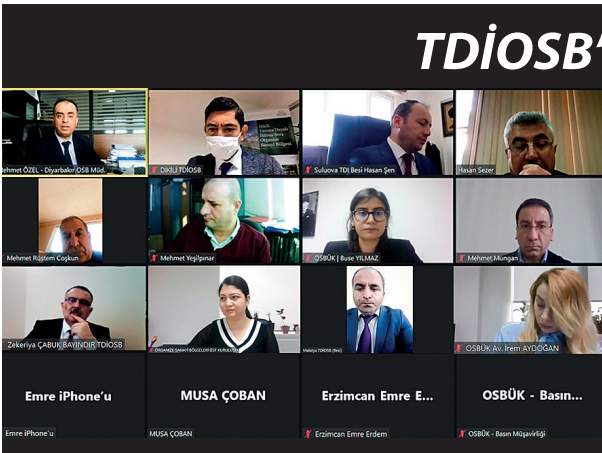 TDİOSB'
ehmet ÖZEL - Diyarbakır OSB Müd.
DİKİLİ TDİOSB
Suluova TDI Besi Hasan Şen
Hasan Sezer
Mehmet Rüstem Coşkun
Mehmet Yeşilpınar
OSBÜK | Buse YILMAZ
Mehmet Mungan
Zekeriya ÇABUK BAYINDIR TDİOSB
ORGANİZE SANAYİ BÖLGELERİ ÜST KURULUŞU
Malatya TDİOSB (Besi)
OSBÜK Av. İrem AYDOĞAN
Emre iPhone'u
MUSA ÇOBAN
Erzimcan Emre E...
OSBÜK - Basın...
Emre iPhone'u
MUSA ÇOBAN
Erzimcan Emre Erdem
OSBÜK - Basın Müşavirliği